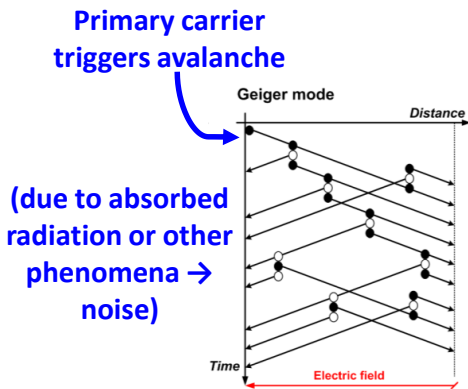 Primary carrier
triggers avalanche
Geiger mode
Distance
(due to absorbed
radiation or other
phenomena →
noise)
Time
Electric field